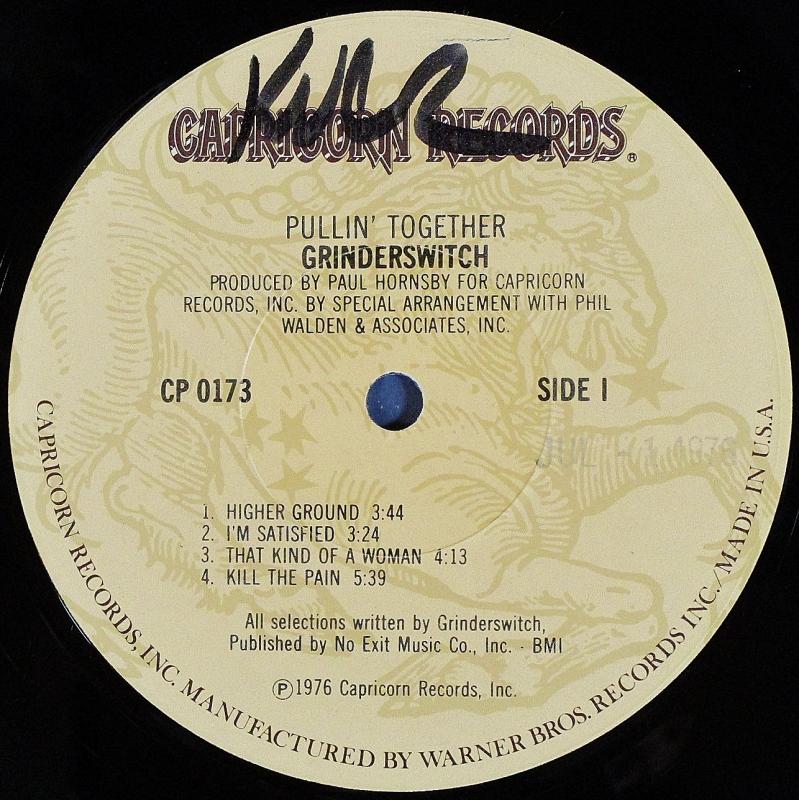 CAPRICORN RECORDS®
PULLIN' TOGETHER
GRINDERSWITCH
PRODUCED BY PAUL HORNSBY FOR CAPRICORN
RECORDS, INC. BY SPECIAL ARRANGEMENT WITH PHIL
WALDEN & ASSOCIATES, INC.
CP 0173
SIDE I
JUL - 1 1976
1. HIGHER GROUND 3:44
2. I'M SATISFIED 3:24
3. THAT KIND OF A WOMAN 4:13
4. KILL THE PAIN 5:39
All selections written by Grinderswitch,
Published by No Exit Music Co., Inc. - BMI
Ⓟ1976 Capricorn Records, Inc.
CAPRICORN RECORDS, INC. MANUFACTURED BY WARNER BROS. RECORDS INC./MADE IN U.S.A.